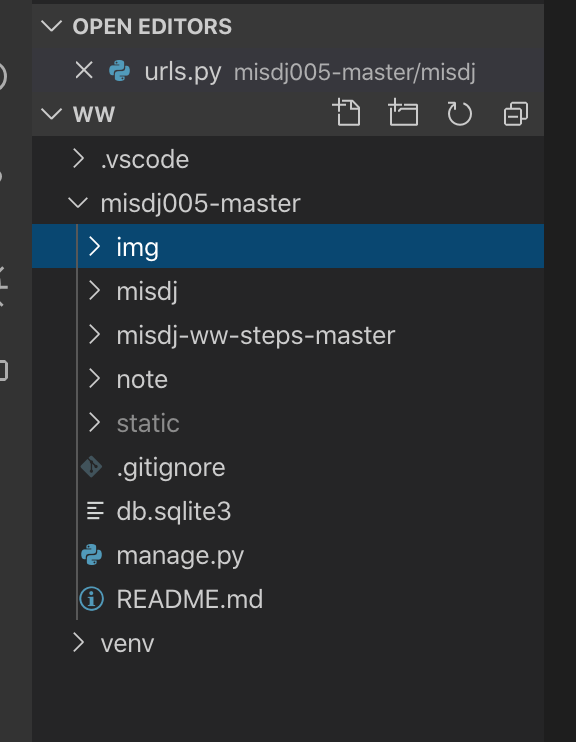 OPEN EDITORS
urls.py misdj005-master/misdj
WW
.vscode
misdj005-master
img
misdj
misdj-ww-steps-master
note
static
.gitignore
db.sqlite3
manage.py
README.md
venv